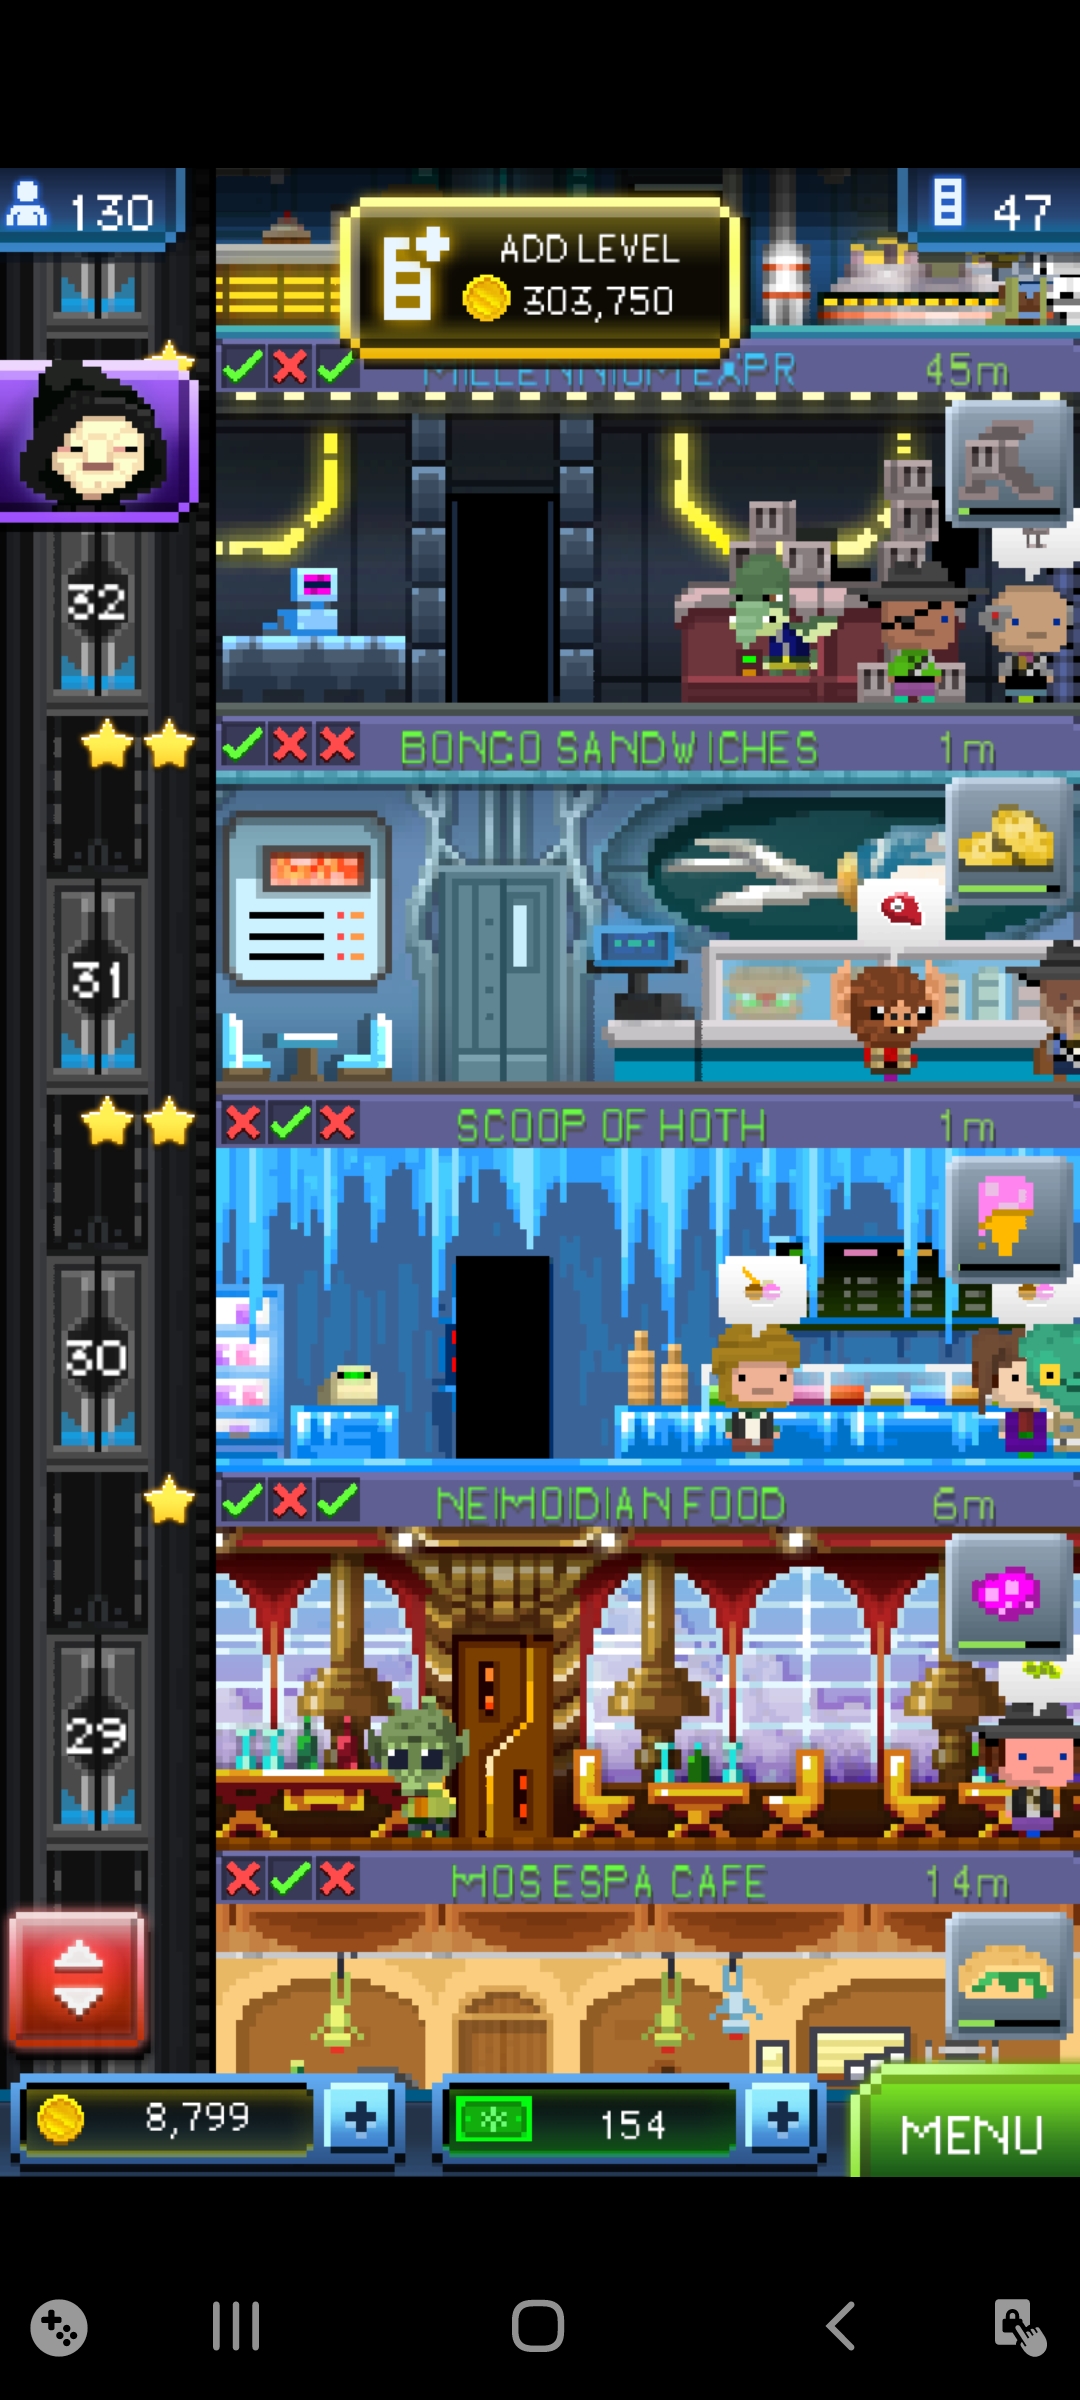 130
ADD LEVEL
303,750
47
MILLENNIUM EXPR 45m
32
BONGO SANDWICHES 1m
31
SCOOP OF HOTH 1m
30
NEIMOIDIAN FOOD 6m
29
MOS ESPA CAFE 14m
8,799
154
MENU